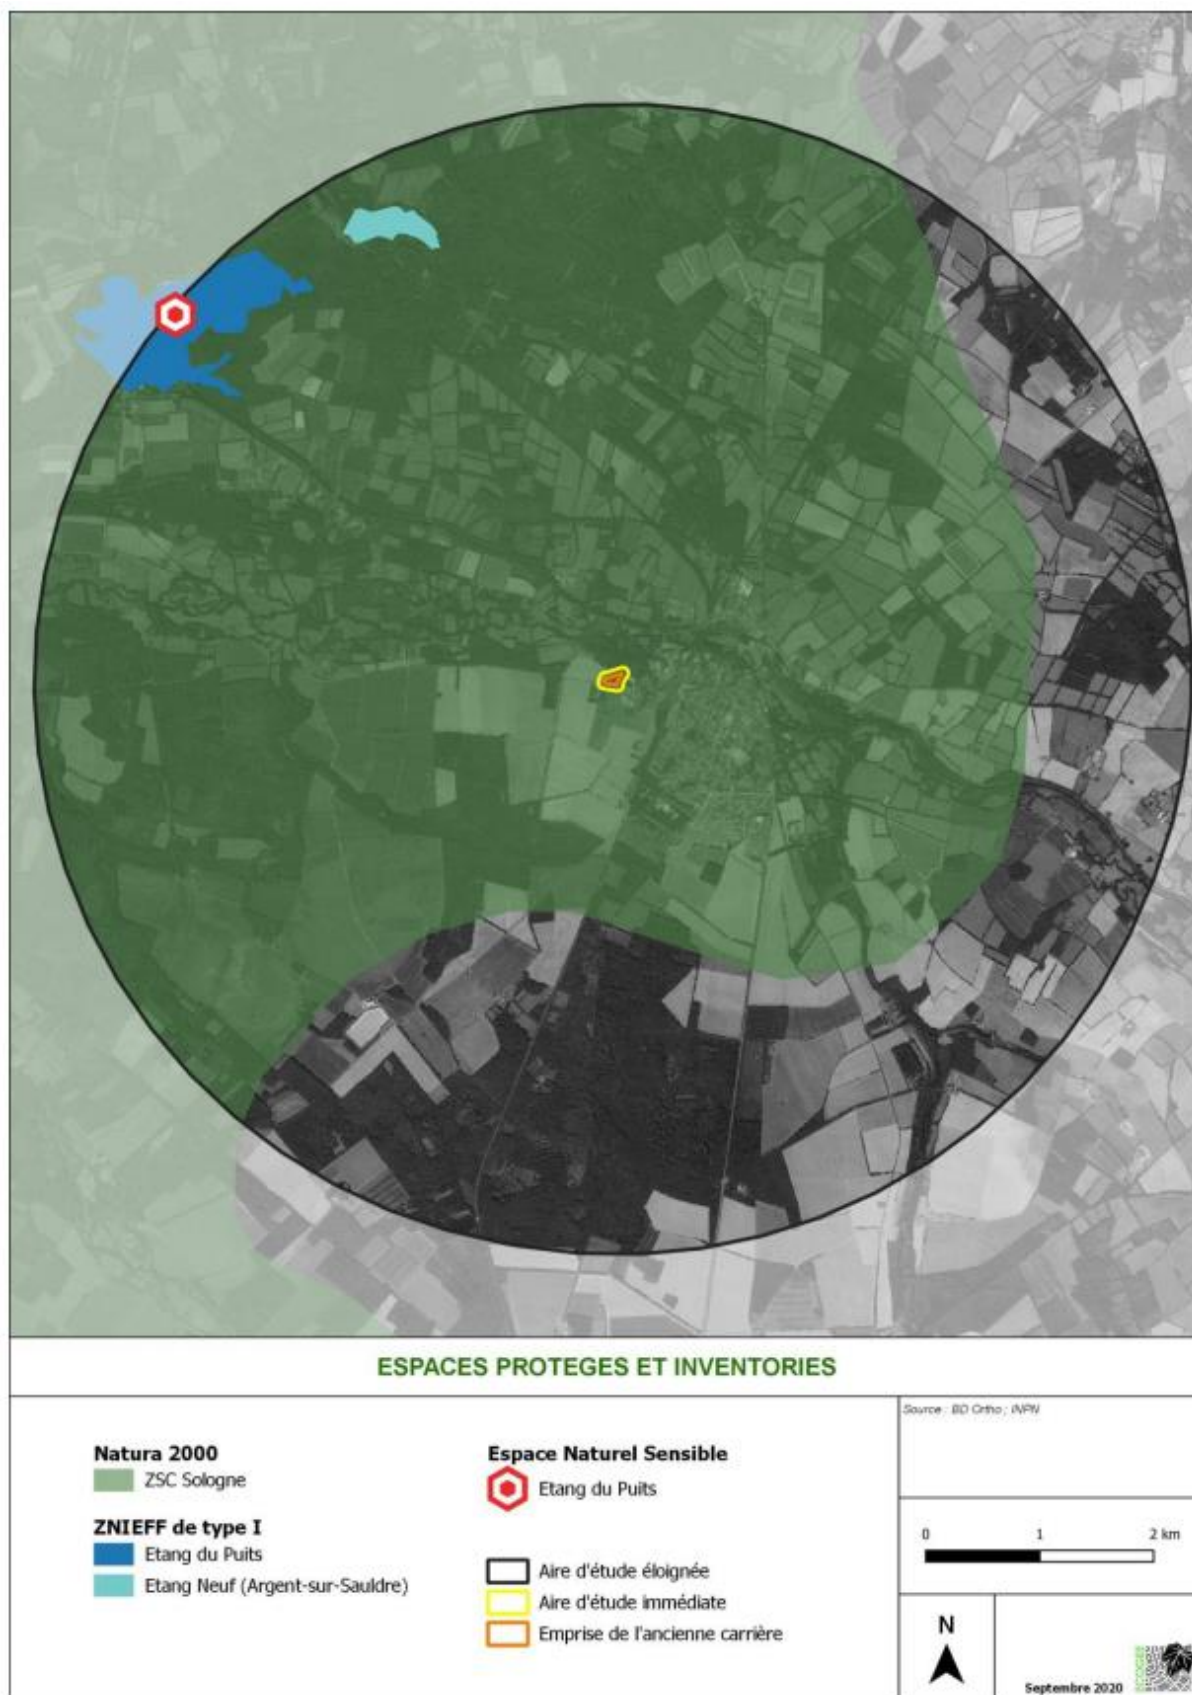 ESPACES PROTEGES ET INVENTORIES
Natura 2000
ZSC Sologne
ZNIEFF de type I
Etang du Puits
Etang Neuf (Argent-sur-Sauldre)
Espace Naturel Sensible
Etang du Puits
Aire d'étude éloignée
Aire d'étude immédiate
Emprise de l'ancienne carrière
Source : BD Ortho ; INPN
0 1 2 km
N
Septembre 2020
ECOGEE